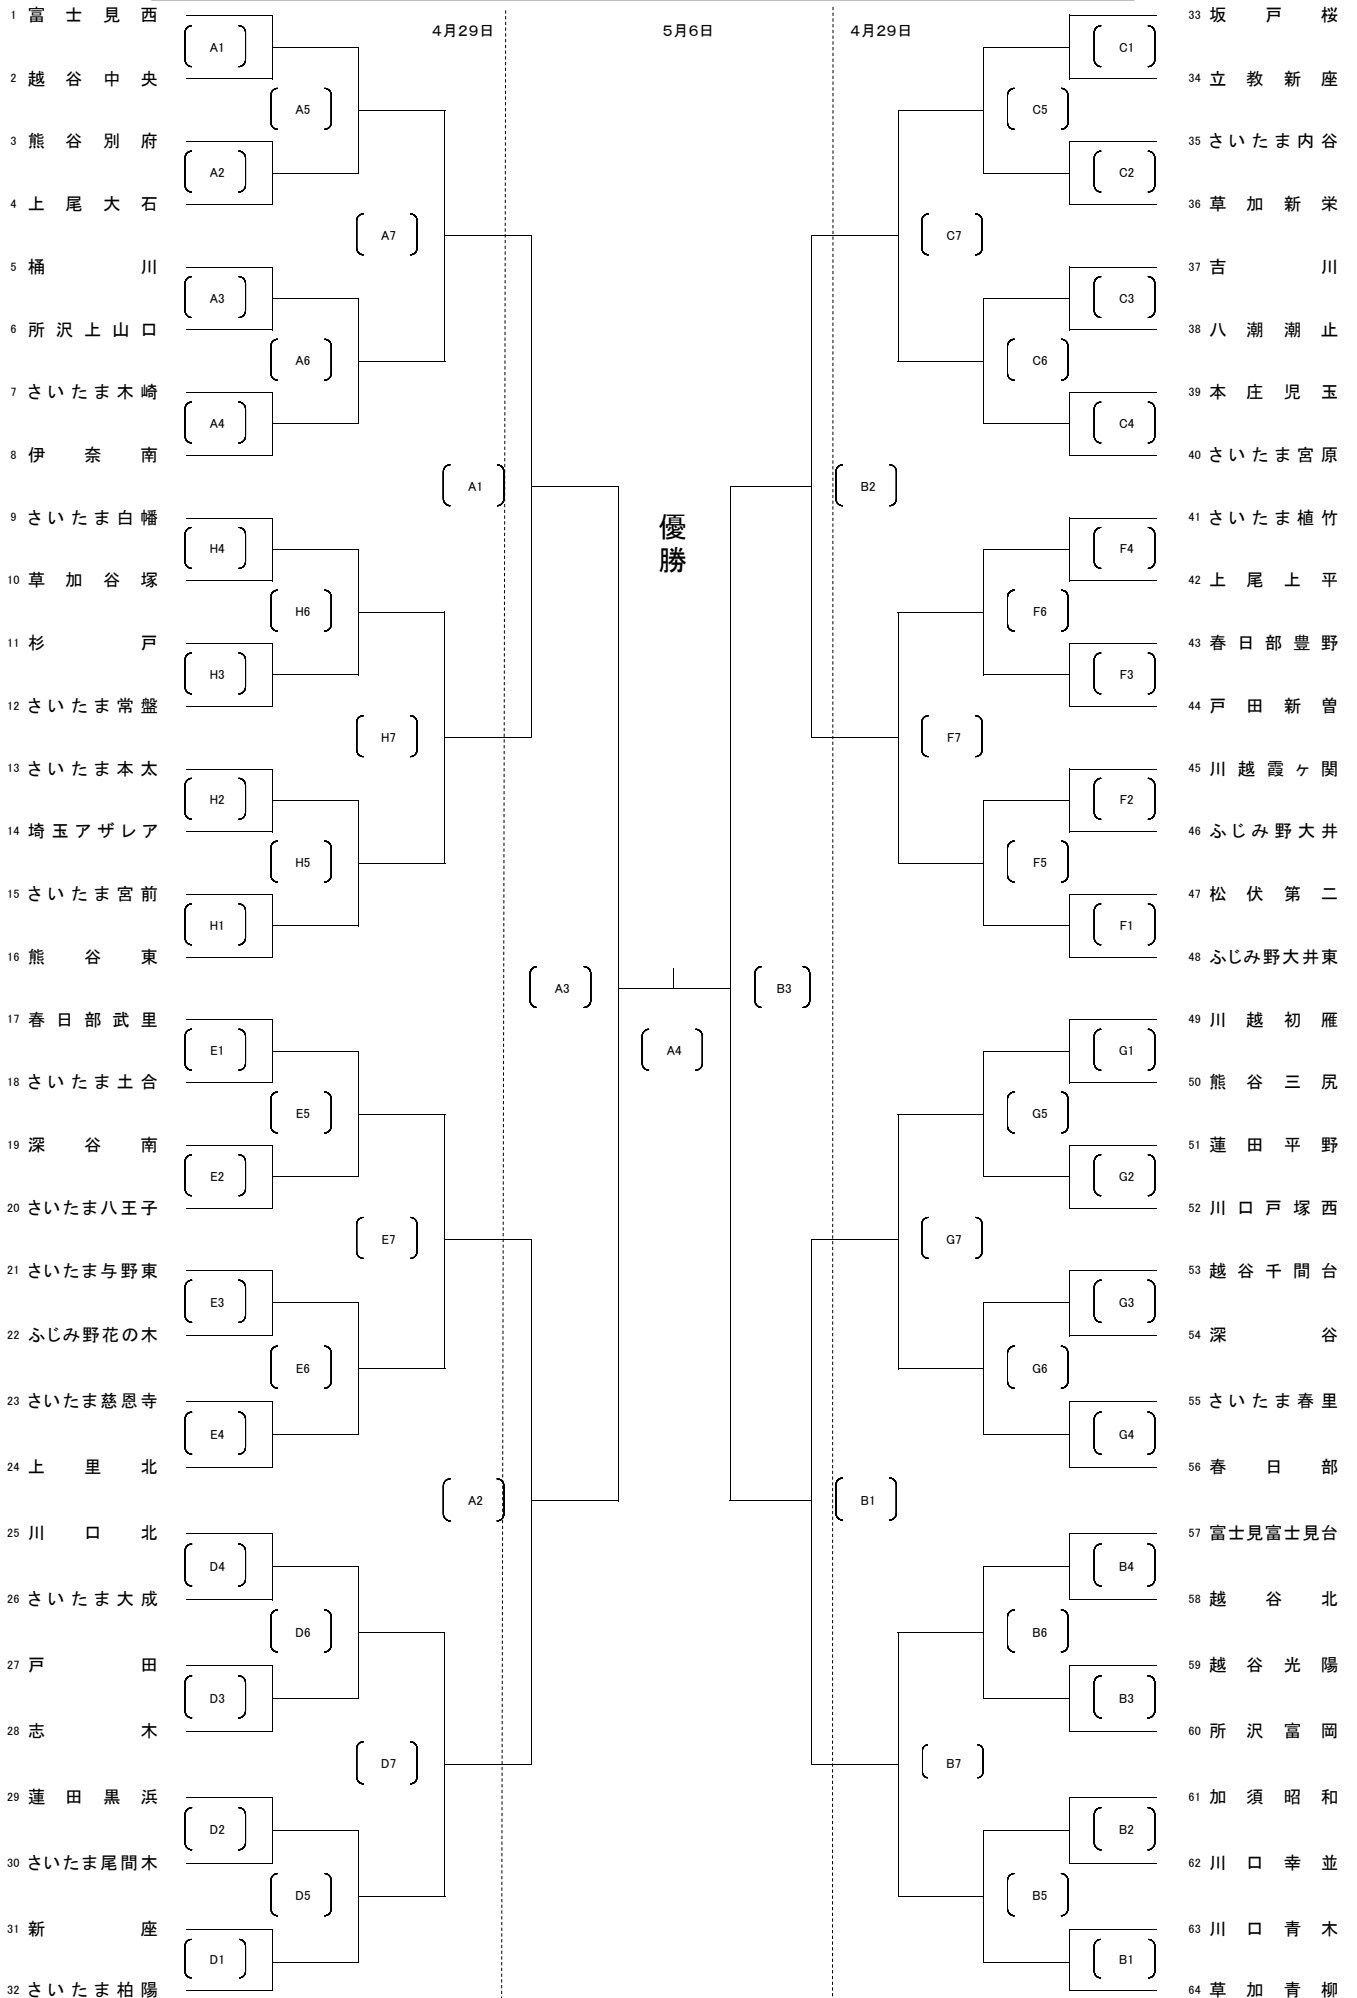 4月29日 5月6日 4月29日
1 富士見西
A1
2 越谷中央
A5
3 熊谷別府
A2
4 上尾大石
A7
5 桶川
A3
6 所沢上山口
A6
7 さいたま木崎
A4
8 伊奈南
A1
9 さいたま白幡
H4
10 草加谷塚
H6
11 杉戸
H3
12 さいたま常盤
H7
13 さいたま本太
H2
14 埼玉アザレア
H5
15 さいたま宮前
H1
16 熊谷東
A3
17 春日部武里
E1
18 さいたま土合
E5
19 深谷南
E2
20 さいたま八王子
E7
21 さいたま与野東
E3
22 ふじみ野花の木
E6
23 さいたま慈恩寺
E4
24 上里北
A2
25 川口北
D4
26 さいたま大成
D6
27 戸田
D3
28 志木
D7
29 蓮田黒浜
D2
30 さいたま尾間木
D5
31 新座
D1
32 さいたま柏陽
優勝
A4
33 坂戸桜
C1
34 立教新座
C5
35 さいたま内谷
C2
36 草加新栄
C7
37 吉川
C3
38 八潮潮止
C6
39 本庄児玉
C4
40 さいたま宮原
B2
41 さいたま植竹
F4
42 上尾上平
F6
43 春日部豊野
F3
44 戸田新曽
F7
45 川越霞ヶ関
F2
46 ふじみ野大井
F5
47 松伏第二
F1
48 ふじみ野大井東
B3
49 川越初雁
G1
50 熊谷三尻
G5
51 蓮田平野
G2
52 川口戸塚西
G7
53 越谷千間台
G3
54 深谷
G6
55 さいたま春里
G4
56 春日部
B1
57 富士見富士見台
B4
58 越谷北
B6
59 越谷光陽
B3
60 所沢富岡
B7
61 加須昭和
B2
62 川口幸並
B5
63 川口青木
B1
64 草加青柳